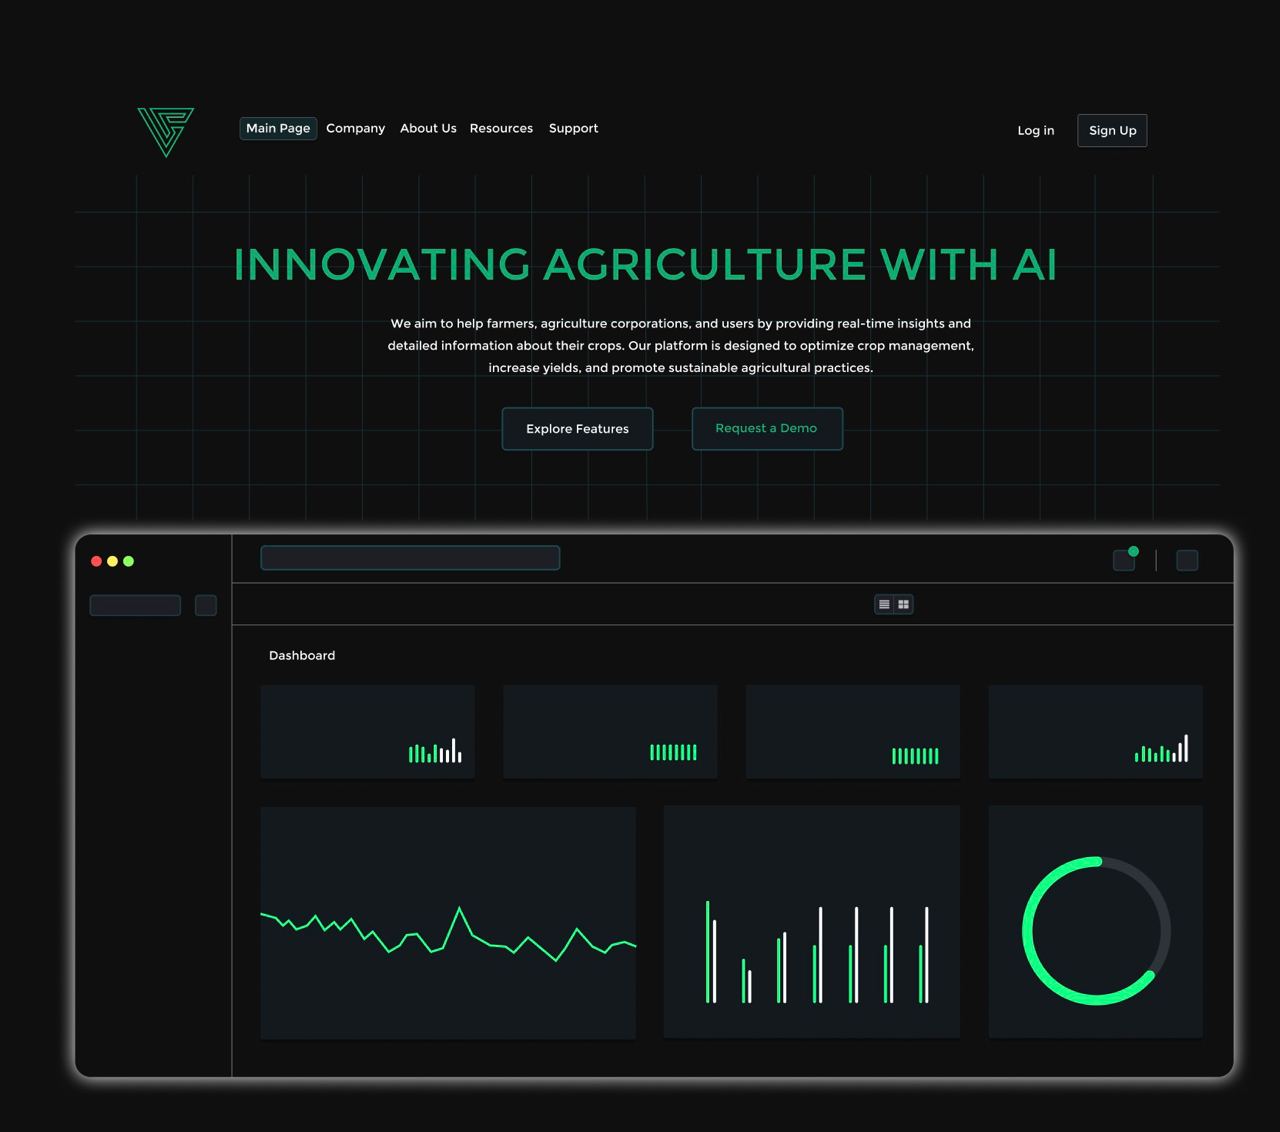 Main Page Company About Us Resources Support Log in Sign Up
INNOVATING AGRICULTURE WITH AI
We aim to help farmers, agriculture corporations, and users by providing real-time insights and
detailed information about their crops. Our platform is designed to optimize crop management,
increase yields, and promote sustainable agricultural practices.
Explore Features Request a Demo
Dashboard